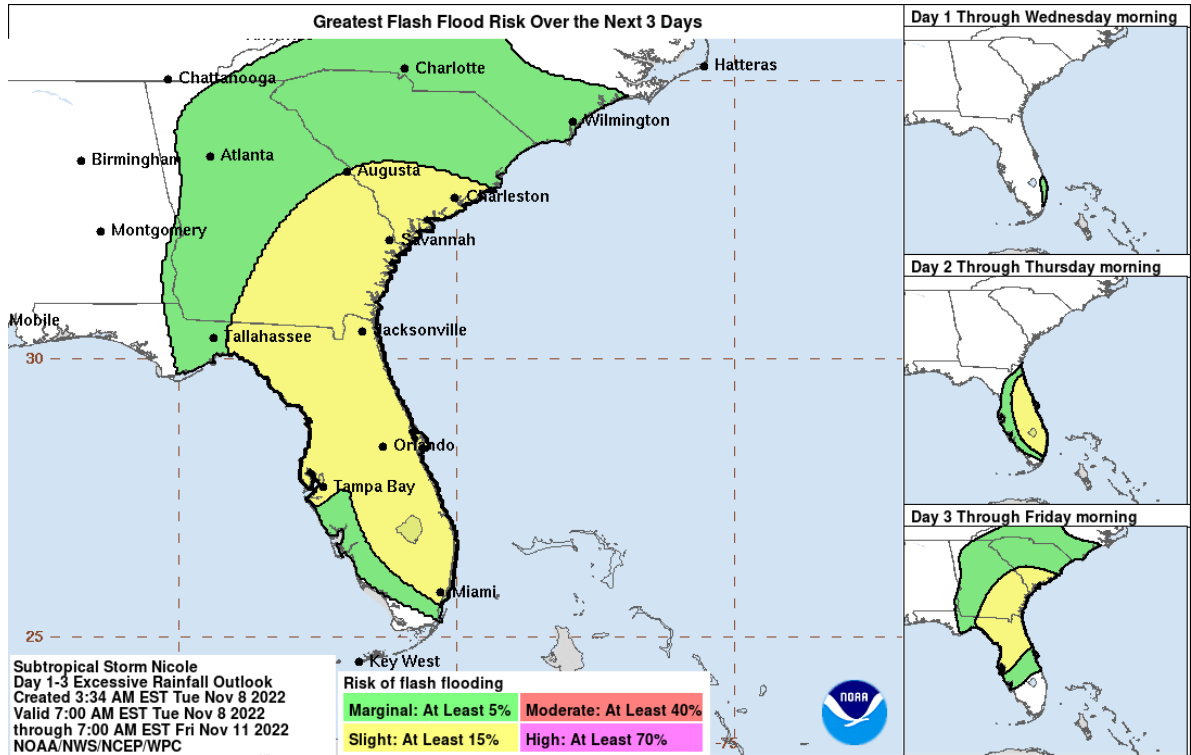 Greatest Flash Flood Risk Over the Next 3 Days
Chattanooga
Charlotte
Hatteras
Wilmington
Birmingham
Atlanta
Augusta
Charleston
Montgomery
Savannah
Mobile
Tallahassee
Jacksonville
30
Orlando
Tampa Bay
Miami
25
Key West
-75
Subtropical Storm Nicole
Day 1-3 Excessive Rainfall Outlook
Created 3:34 AM EST Tue Nov 8 2022
Valid 7:00 AM EST Tue Nov 8 2022
through 7:00 AM EST Fri Nov 11 2022
NOAA/NWS/NCEP/WPC
Risk of flash flooding
Marginal: At Least 5%
Moderate: At Least 40%
Slight: At Least 15%
High: At Least 70%
NOAA
Day 1 Through Wednesday morning
Day 2 Through Thursday morning
Day 3 Through Friday morning